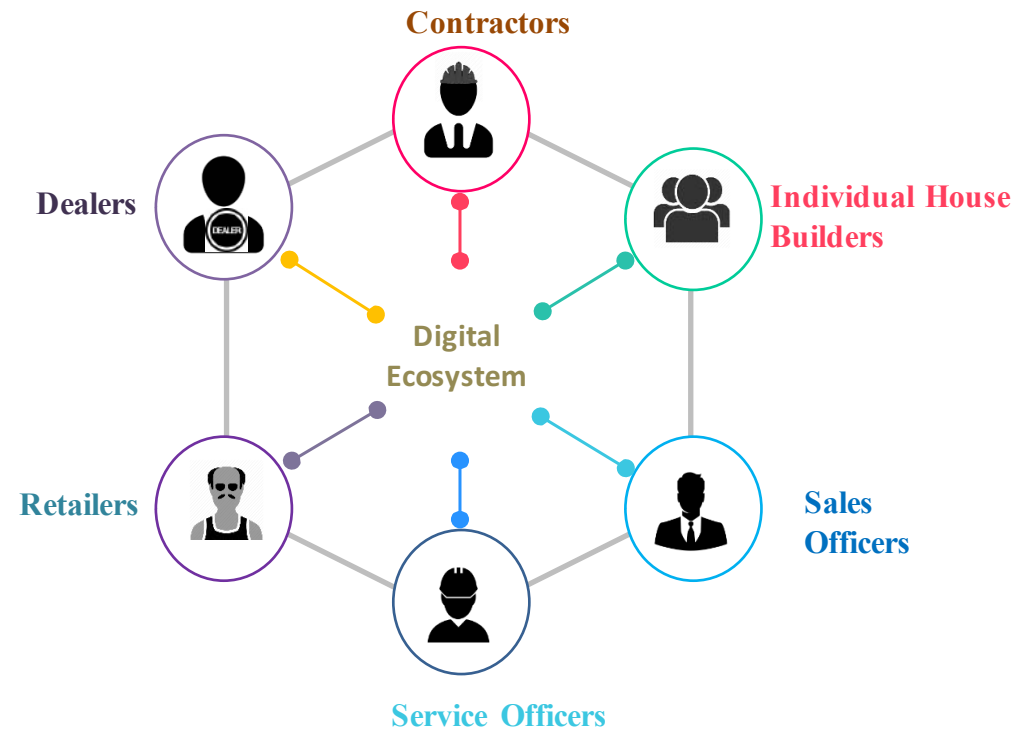 Contractors
Dealers
DEALER
Individual House
Builders
Digital
Ecosystem
Retailers
Sales
Officers
Service Officers